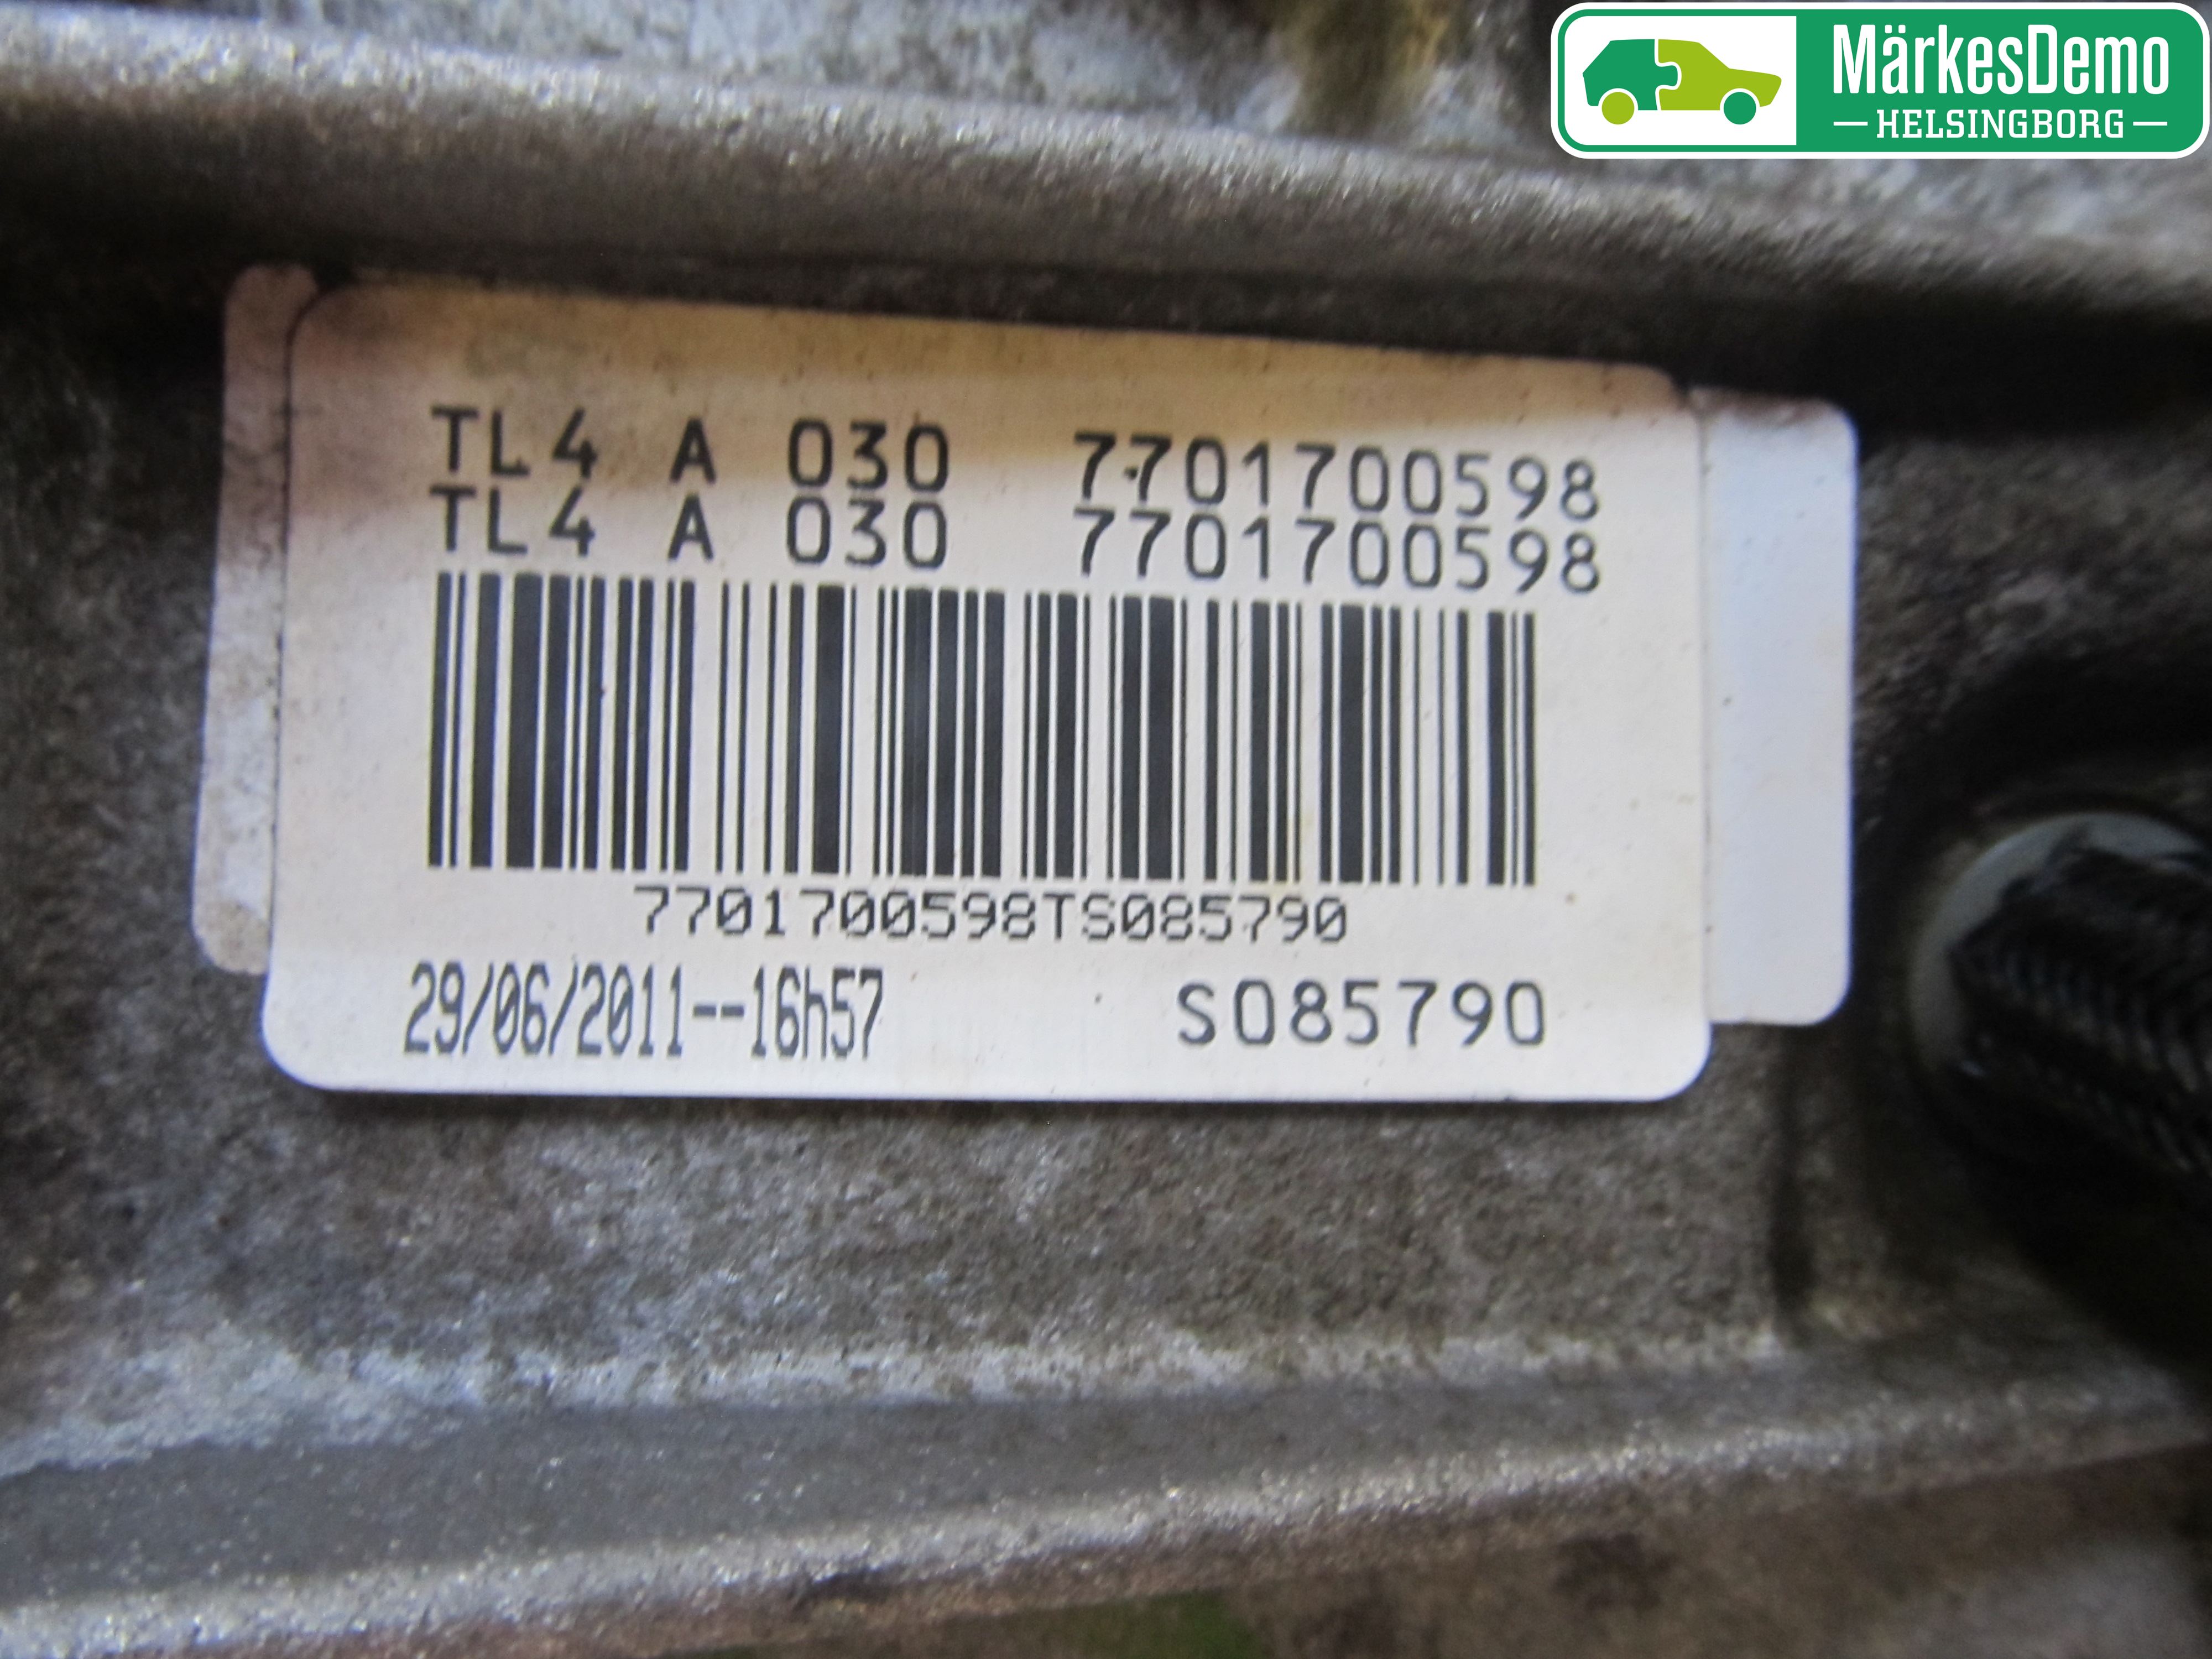 MärkesDemo
HELSINGBORG
TL4 A 030 7701700598
TL4 A 030 7701700598
7701700598TS085790
29/06/2011--16h57 S085790